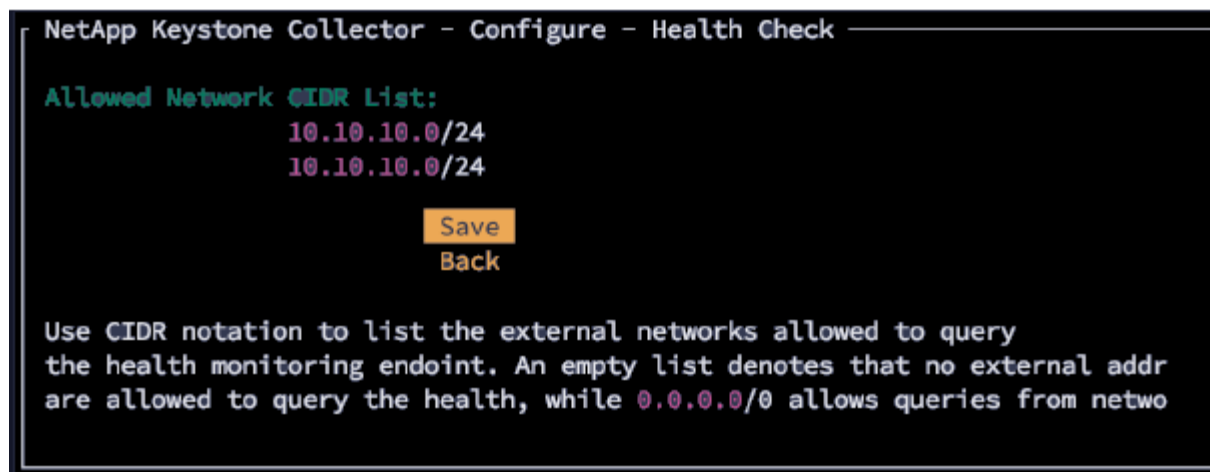 NetApp Keystone Collector - Configure - Health Check
Allowed Network CIDR List:
10.10.10.0/24
10.10.10.0/24
Save
Back
Use CIDR notation to list the external networks allowed to query
the health monitoring endoint. An empty list denotes that no external addr
are allowed to query the health, while 0.0.0.0/0 allows queries from netwo